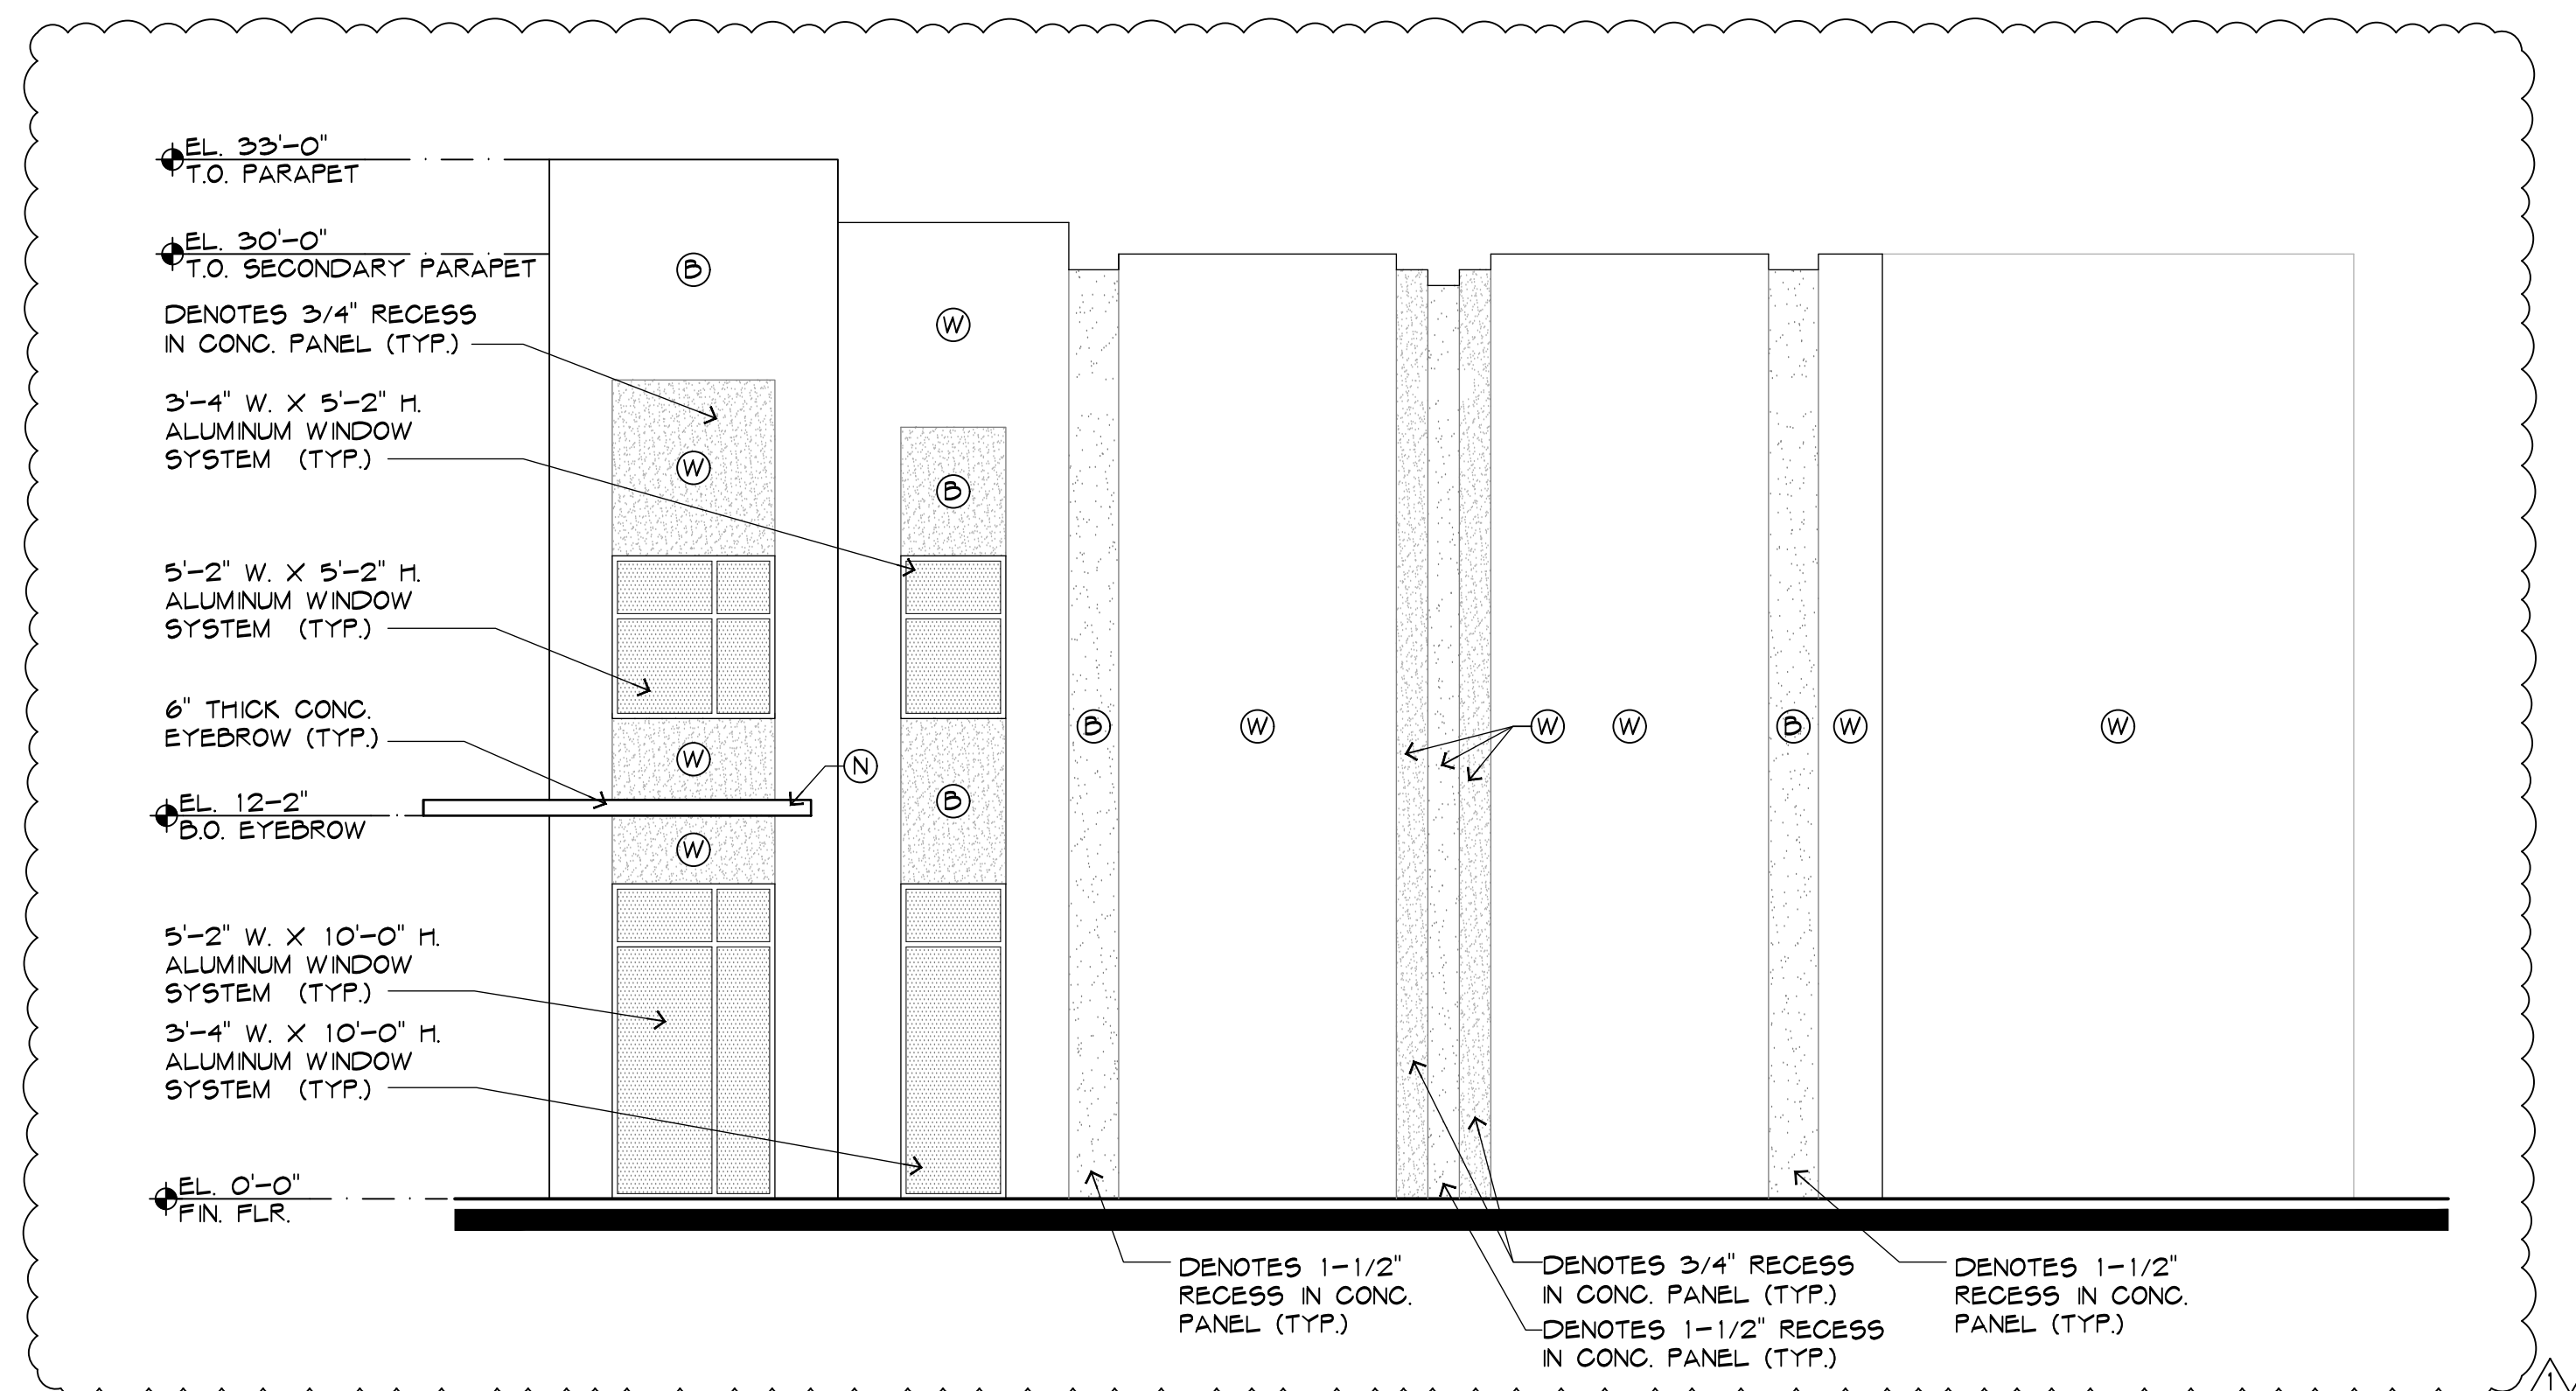 EL. 33'-0"
T.O. PARAPET
EL. 30'-0"
T.O. SECONDARY PARAPET
DENOTES 3/4" RECESS
IN CONC. PANEL (TYP.)
3'-4" W. X 5'-2" H.
ALUMINUM WINDOW
SYSTEM (TYP.)
5'-2" W. X 5'-2" H.
ALUMINUM WINDOW
SYSTEM (TYP.)
6" THICK CONC.
EYEBROW (TYP.)
EL. 12-2"
B.O. EYEBROW
5'-2" W. X 10'-0" H.
ALUMINUM WINDOW
SYSTEM (TYP.)
3'-4" W. X 10'-0" H.
ALUMINUM WINDOW
SYSTEM (TYP.)
EL. 0'-0"
FIN. FLR.
B
W
W
W
N
W
B
B
B
W
W
W
B
W
W
DENOTES 1-1/2"
RECESS IN CONC.
PANEL (TYP.)
DENOTES 3/4" RECESS
IN CONC. PANEL (TYP.)
DENOTES 1-1/2" RECESS
IN CONC. PANEL (TYP.)
DENOTES 1-1/2"
RECESS IN CONC.
PANEL (TYP.)
1